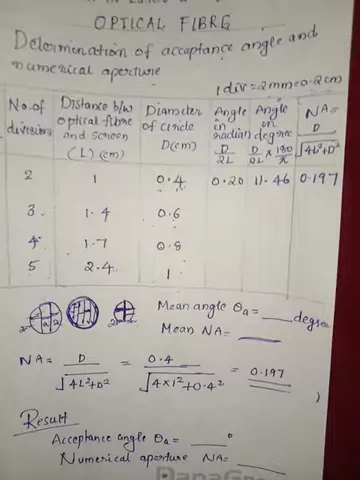 OPTICAL FIBRE
Determination of acceptance angle and
numerical aperture
1 div = 2mm = 0.2cm
No. of divisions | Distance b/w optical fibre and screen (L) (cm) | Diameter of circle D (cm) | Angle in radian D/2L | Angle in degree D/2L × 180/π | NA = D/√4L²+D²
2 | 1 | 0.4 | 0.20 | 11.46 | 0.197
3 | 1.4 | 0.6
4 | 1.7 | 0.8
5 | 2.4 | 1
Mean angle θa = ____ degree
Mean NA = ____
NA = D/√4L²+D² = 0.4/√4×1²+0.4² = 0.197
Result
Acceptance angle θa = ____°
Numerical aperture NA = ____